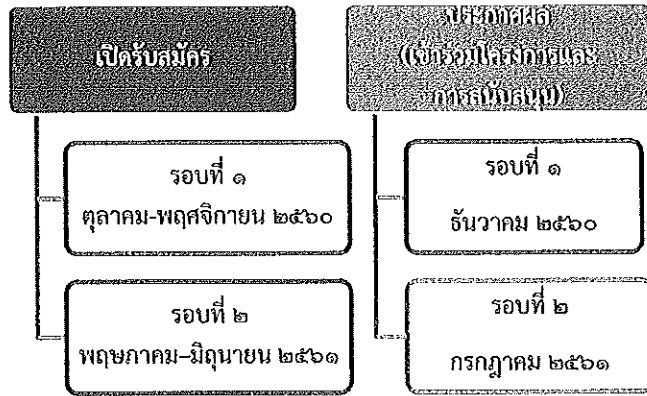 เปิดรับสมัคร
รอบที่ ๑
ตุลาคม-พฤศจิกายน ๒๕๖๐
รอบที่ ๒
พฤษภาคม–มิถุนายน ๒๕๖๑
ประกาศผล
(เข้าร่วมโครงการและ
การสนับสนุน)
รอบที่ ๑
ธันวาคม ๒๕๖๐
รอบที่ ๒
กรกฎาคม ๒๕๖๑